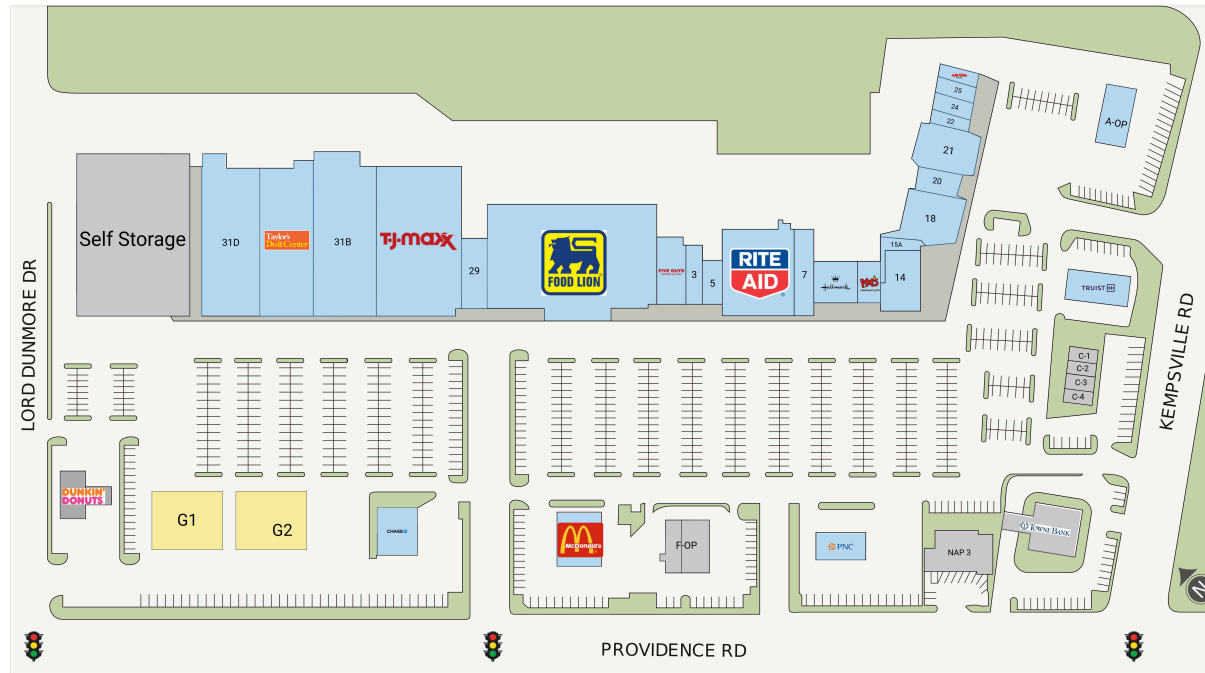 25
24
22
A-OP
21
20
18
15A
14
Self Storage
31D
Taylor's
Do it Center
31B
T•J•maxx
29
FOOD LION
FIVE GUYS
3
5
RITE
AID
7
Hallmark
Moe's
TRUIST
C-1
C-2
C-3
C-4
LORD DUNMORE DR
KEMPSVILLE RD
DUNKIN'
DONUTS
G1
G2
CHASE
McDonald's
F-OP
PNC
NAP 3
TOWNE BANK
N
PROVIDENCE RD